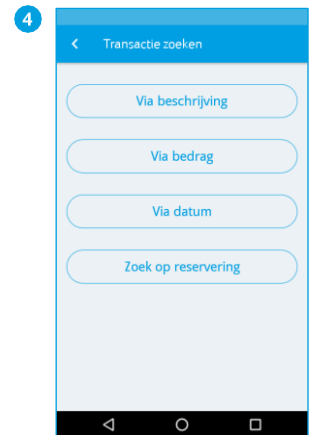 4
Transactie zoeken
Via beschrijving
Via bedrag
Via datum
Zoek op reservering